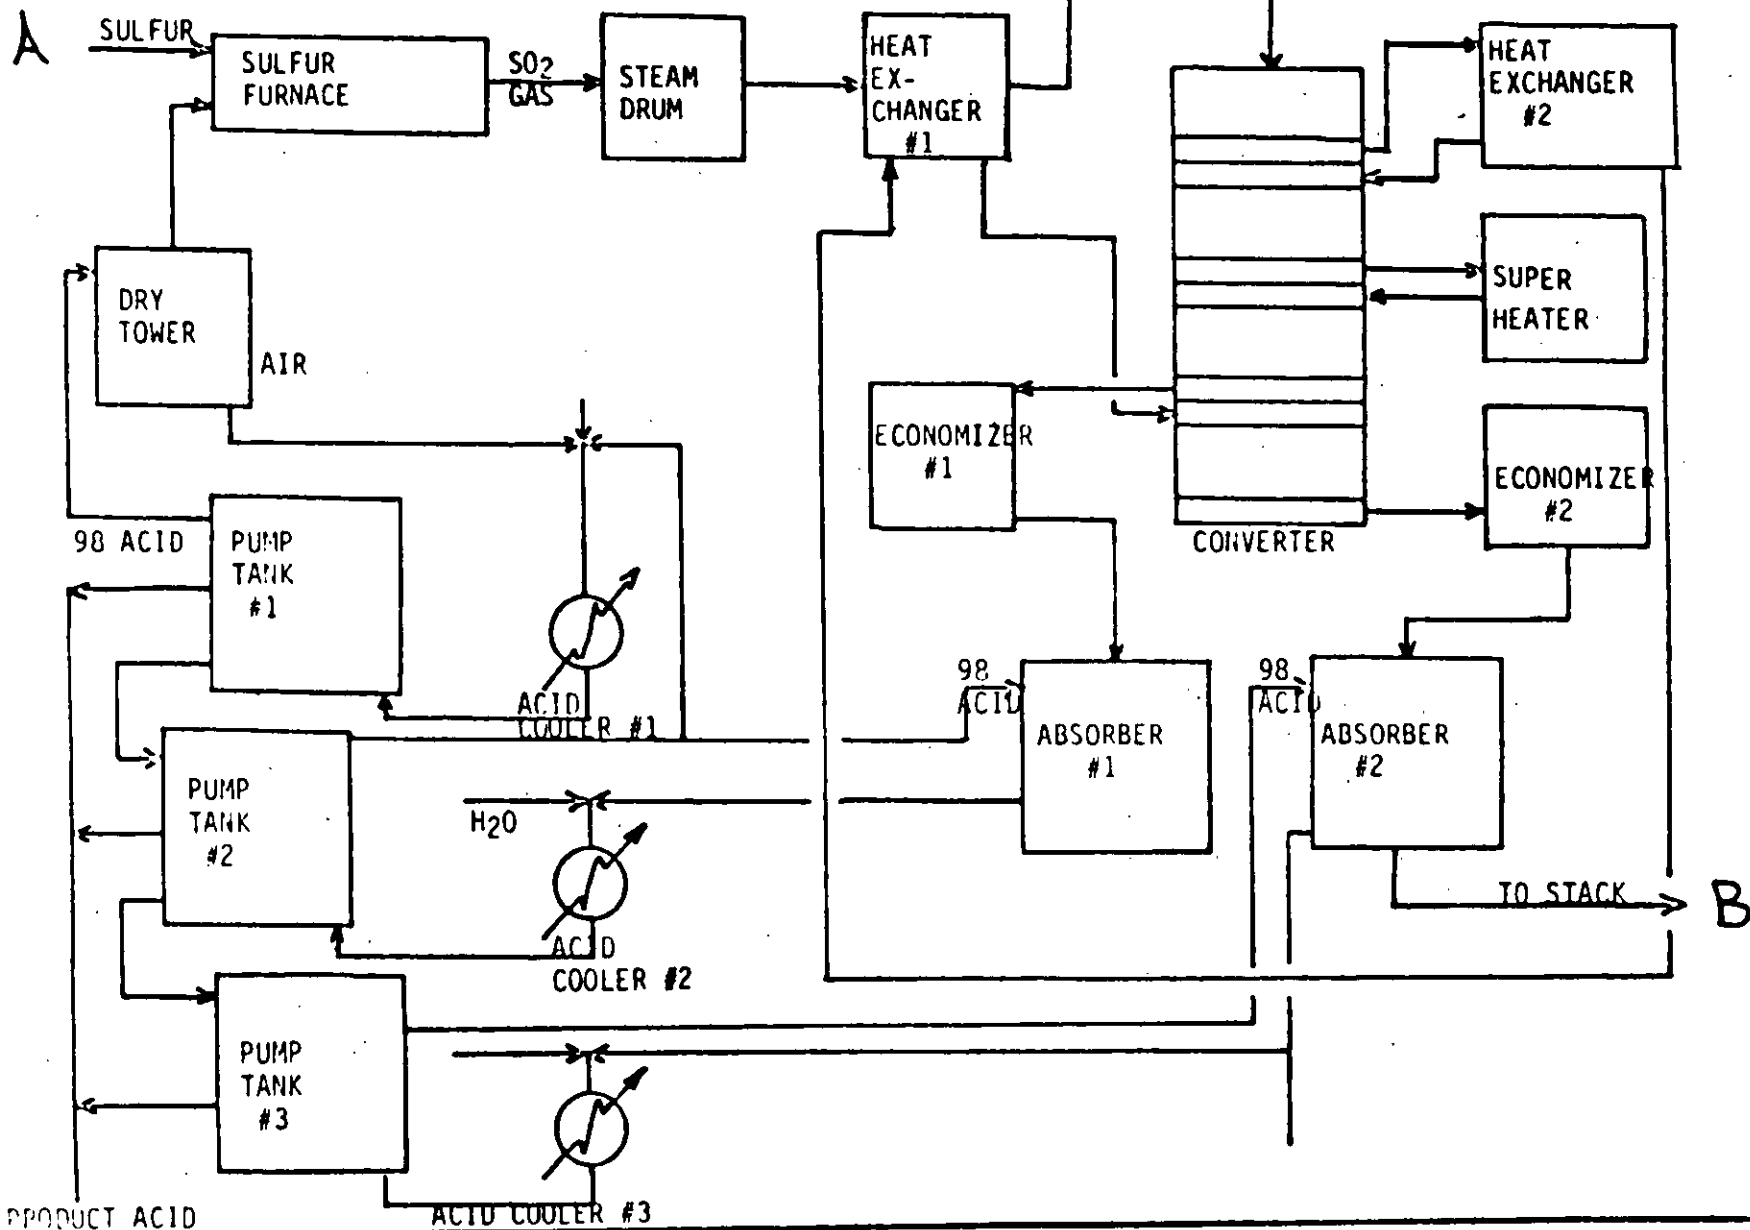 A
SULFUR
SULFUR
FURNACE
SO2
GAS
STEAM
DRUM
HEAT
EX-
CHANGER
#1
HEAT
EXCHANGER
#2
DRY
TOWER
AIR
SUPER
HEATER
ECONOMIZER
#1
ECONOMIZER
#2
CONVERTER
98 ACID
PUMP
TANK
#1
ACID
COOLER #1
98
ACID
ABSORBER
#1
98
ACID
ABSORBER
#2
PUMP
TANK
#2
H2O
ACID
COOLER #2
TO STACK
B
PUMP
TANK
#3
PRODUCT ACID
ACID COOLER #3